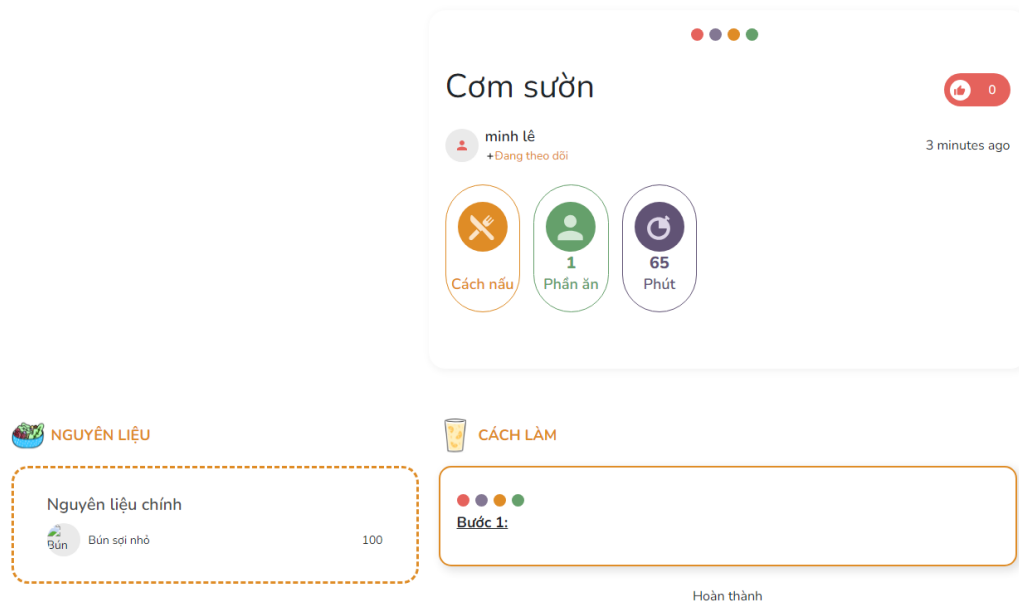 Cơm sườn
0
minh lê
+Đang theo dõi
3 minutes ago
Cách nấu
1
Phần ăn
65
Phút
NGUYÊN LIỆU
Nguyên liệu chính
Bún
Bún sợi nhỏ
100
CÁCH LÀM
Bước 1:
Hoàn thành